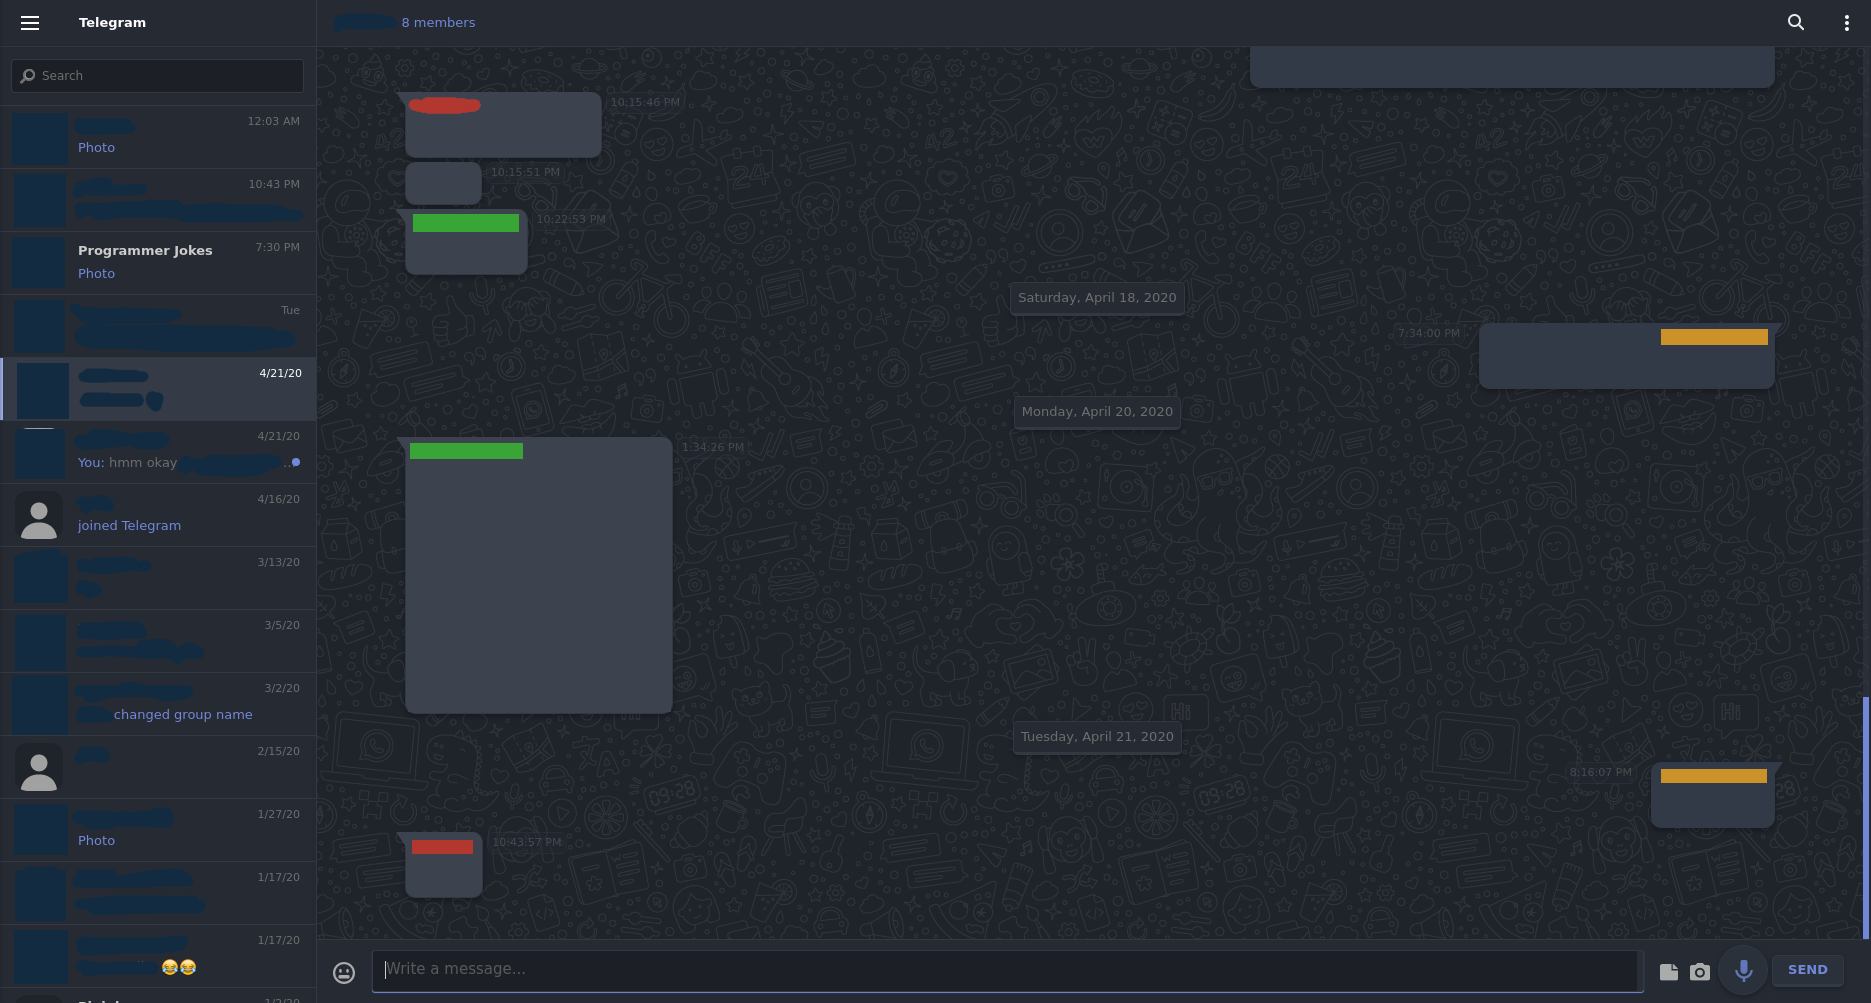 Telegram
8 members
Search
12:03 AM
Photo
10:43 PM
Programmer Jokes
7:30 PM
Photo
Tue
4/21/20
4/21/20
You: hmm okay
4/16/20
joined Telegram
3/13/20
3/5/20
3/2/20
changed group name
2/15/20
1/27/20
Photo
1/17/20
1/17/20
😂😂
10:15:46 PM
10:15:51 PM
10:22:53 PM
Saturday, April 18, 2020
7:34:00 PM
Monday, April 20, 2020
1:34:26 PM
Tuesday, April 21, 2020
8:16:07 PM
10:43:57 PM
Write a message...
SEND